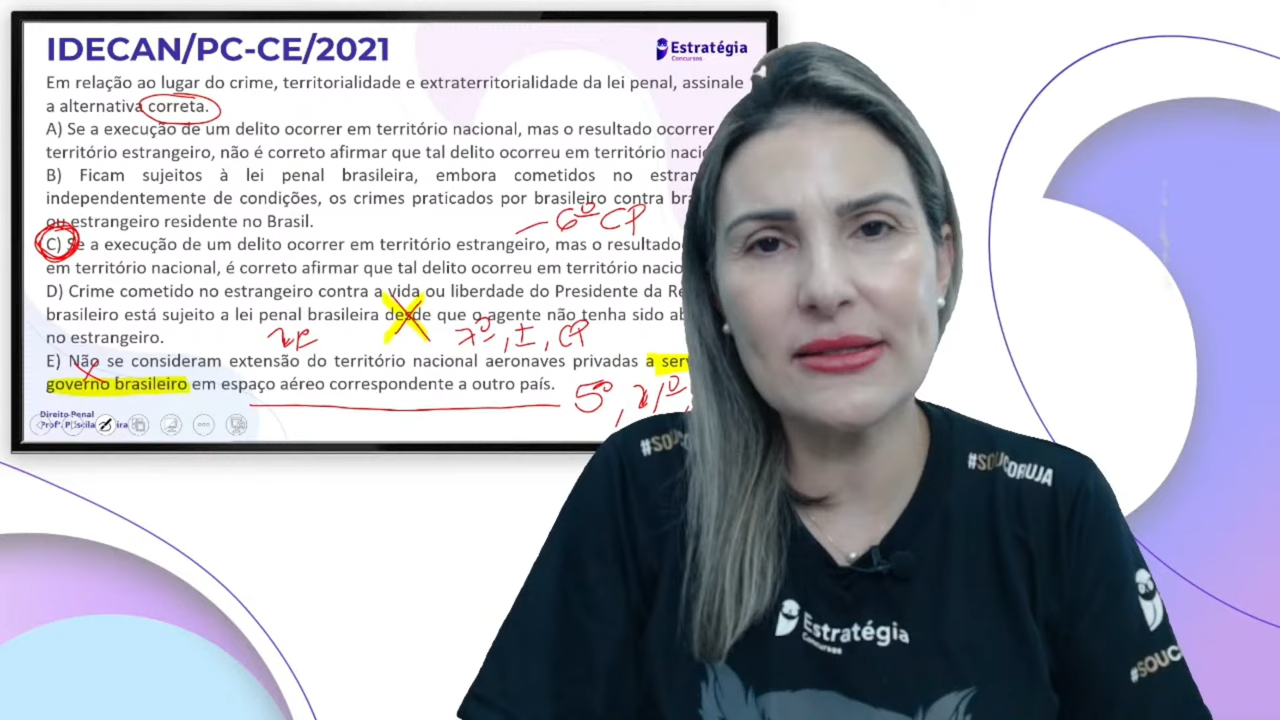 IDECAN/PC-CE/2021
Estratégia
Concursos
Em relação ao lugar do crime, territorialidade e extraterritorialidade da lei penal, assinale
a alternativa correta.
A) Se a execução de um delito ocorrer em território nacional, mas o resultado ocorrer
território estrangeiro, não é correto afirmar que tal delito ocorreu em território
B) Ficam sujeitos à lei penal brasileira, embora cometidos no
independentemente de condições, os crimes praticados por brasileiro contra
ou estrangeiro residente no Brasil.
- 6º CP
C) Se a execução de um delito ocorrer em território estrangeiro, mas o resultado
em território nacional, é correto afirmar que tal delito ocorreu em território
D) Crime cometido no estrangeiro contra a vida ou liberdade do Presidente da
brasileiro está sujeito a lei penal brasileira desde que o agente não tenha sido
no estrangeiro.
7º, I, CP
E) Não se consideram extensão do território nacional aeronaves privadas a
governo brasileiro em espaço aéreo correspondente a outro país.
5º,
Direito Penal
#SOUCORUJA
Estratégia
Concursos